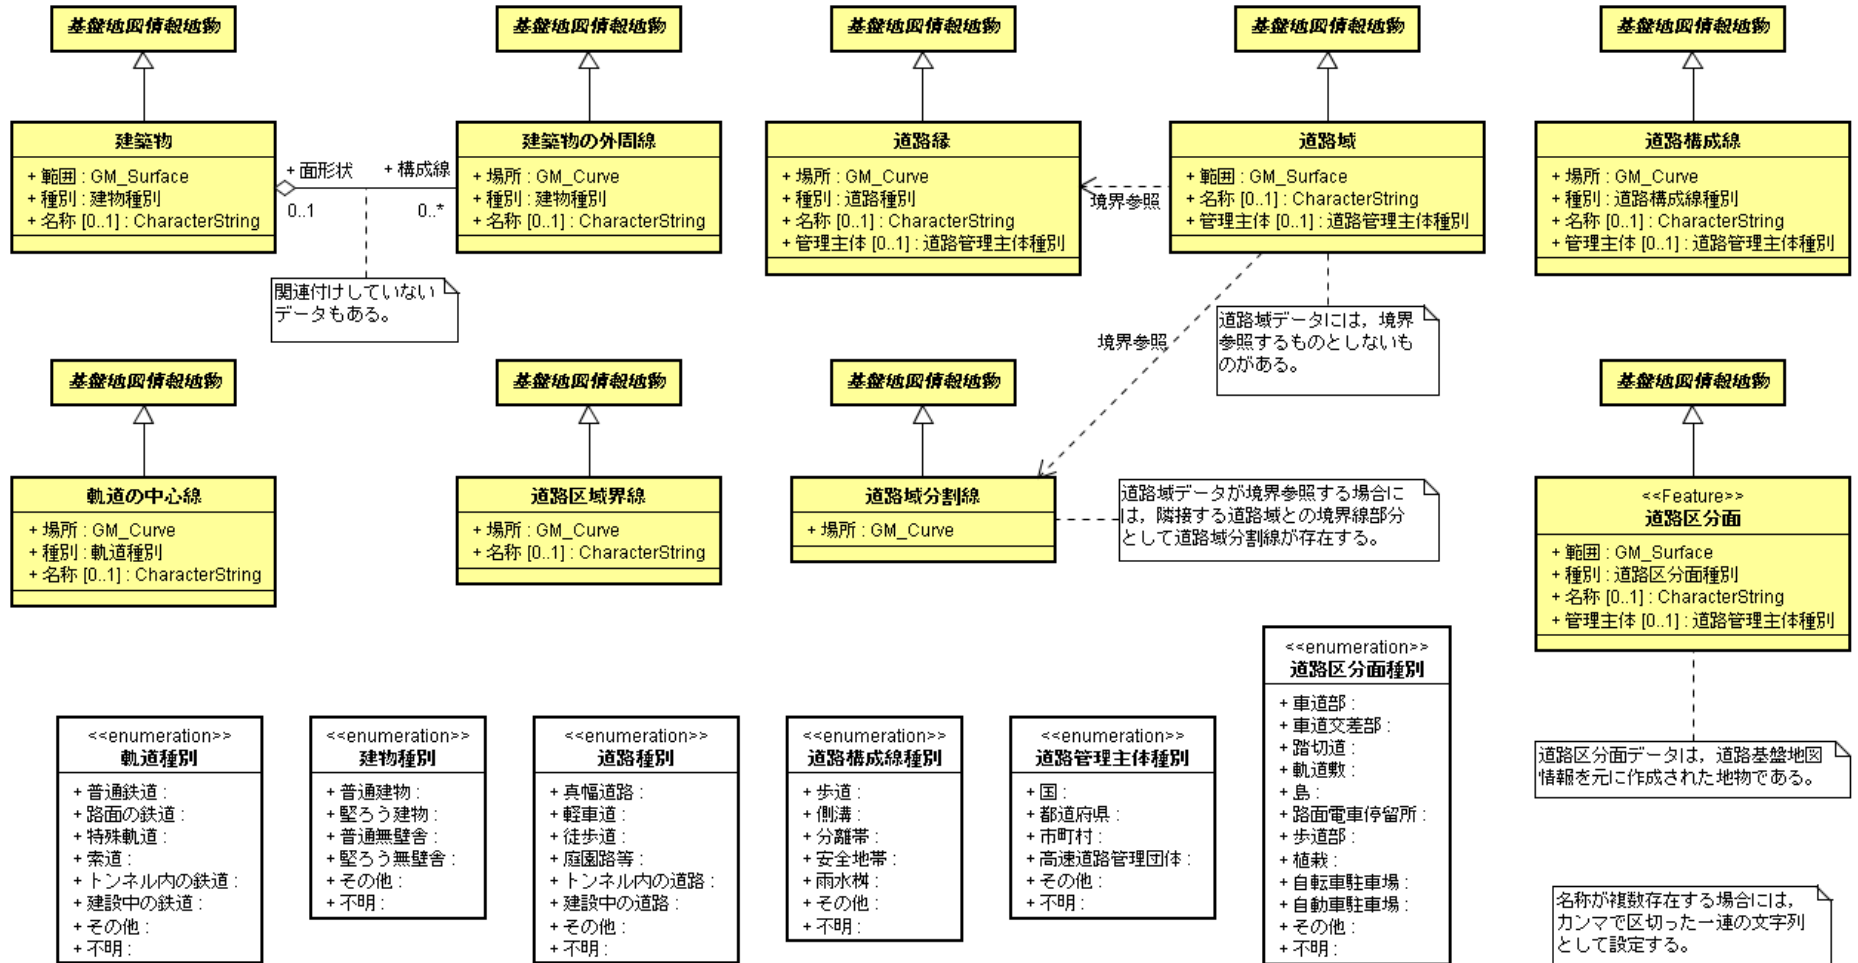 基盤地図情報地物
基盤地図情報地物
基盤地図情報地物
基盤地図情報地物
基盤地図情報地物
建築物
+ 範囲 : GM_Surface
+ 種別 : 建物種別
+ 名称 [0..1] : CharacterString
+ 面形状
+ 構成線
0..1
0..*
建築物の外周線
+ 場所 : GM_Curve
+ 種別 : 建物種別
+ 名称 [0..1] : CharacterString
関連付けしていない
データもある。
道路縁
+ 場所 : GM_Curve
+ 種別 : 道路種別
+ 名称 [0..1] : CharacterString
+ 管理主体 [0..1] : 道路管理主体種別
境界参照
道路域
+ 範囲 : GM_Surface
+ 名称 [0..1] : CharacterString
+ 管理主体 [0..1] : 道路管理主体種別
道路構成線
+ 場所 : GM_Curve
+ 種別 : 道路構成線種別
+ 名称 [0..1] : CharacterString
+ 管理主体 [0..1] : 道路管理主体種別
境界参照
道路域データには，境界
参照するものとしないも
のがある。
基盤地図情報地物
基盤地図情報地物
基盤地図情報地物
基盤地図情報地物
軌道の中心線
+ 場所 : GM_Curve
+ 種別 : 軌道種別
+ 名称 [0..1] : CharacterString
道路区域界線
+ 場所 : GM_Curve
+ 名称 [0..1] : CharacterString
道路域分割線
+ 場所 : GM_Curve
道路域データが境界参照する場合に
は，隣接する道路域との境界線部分
として道路域分割線が存在する。
<<Feature>>
道路区分面
+ 範囲 : GM_Surface
+ 種別 : 道路区分面種別
+ 名称 [0..1] : CharacterString
+ 管理主体 [0..1] : 道路管理主体種別
<<enumeration>>
軌道種別
+ 普通鉄道 :
+ 路面の鉄道 :
+ 特殊軌道 :
+ 索道 :
+ トンネル内の鉄道 :
+ 建設中の鉄道 :
+ その他 :
+ 不明 :
<<enumeration>>
建物種別
+ 普通建物 :
+ 堅ろう建物 :
+ 普通無壁舎 :
+ 堅ろう無壁舎 :
+ その他 :
+ 不明 :
<<enumeration>>
道路種別
+ 真幅道路 :
+ 軽車道 :
+ 徒歩道 :
+ 庭園路等 :
+ トンネル内の道路 :
+ 建設中の道路 :
+ その他 :
+ 不明 :
<<enumeration>>
道路構成線種別
+ 歩道 :
+ 側溝 :
+ 分離帯 :
+ 安全地帯 :
+ 雨水桝 :
+ その他 :
+ 不明 :
<<enumeration>>
道路管理主体種別
+ 国 :
+ 都道府県 :
+ 市町村 :
+ 高速道路管理団体 :
+ その他 :
+ 不明 :
<<enumeration>>
道路区分面種別
+ 車道部 :
+ 車道交差部 :
+ 踏切道 :
+ 軌道敷 :
+ 島 :
+ 路面電車停留所 :
+ 歩道部 :
+ 植栽 :
+ 自転車駐車場 :
+ 自動車駐車場 :
+ その他 :
+ 不明 :
道路区分面データは，道路基盤地図
情報を元に作成された地物である。
名称が複数存在する場合には，
カンマで区切った一連の文字列
として設定する。